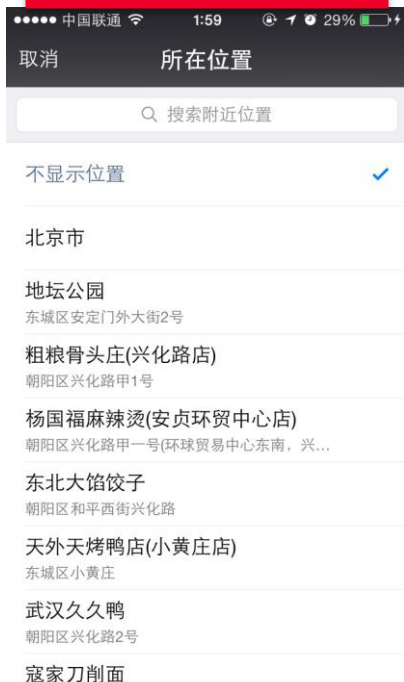 中国联通 1:59 29%
取消 所在位置
搜索附近位置
不显示位置
北京市
地坛公园
东城区安定门外大街2号
粗粮骨头庄(兴化路店)
朝阳区兴化路甲1号
杨国福麻辣烫(安贞环贸中心店)
朝阳区兴化路甲一号(环球贸易中心东南，兴...
东北大馅饺子
朝阳区和平西街兴化路
天外天烤鸭店(小黄庄店)
东城区小黄庄
武汉久久鸭
朝阳区兴化路2号
寇家刀削面